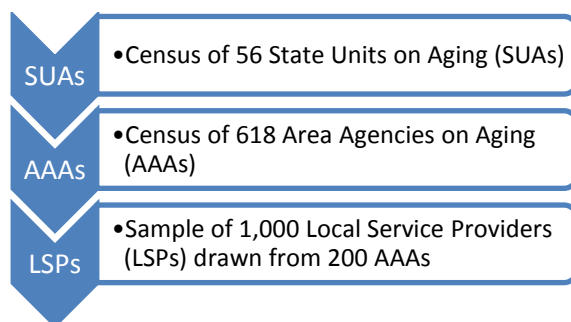 SUAs
•Census of 56 State Units on Aging (SUAs)
AAAs
•Census of 618 Area Agencies on Aging
(AAAs)
LSPs
•Sample of 1,000 Local Service Providers
(LSPs) drawn from 200 AAAs